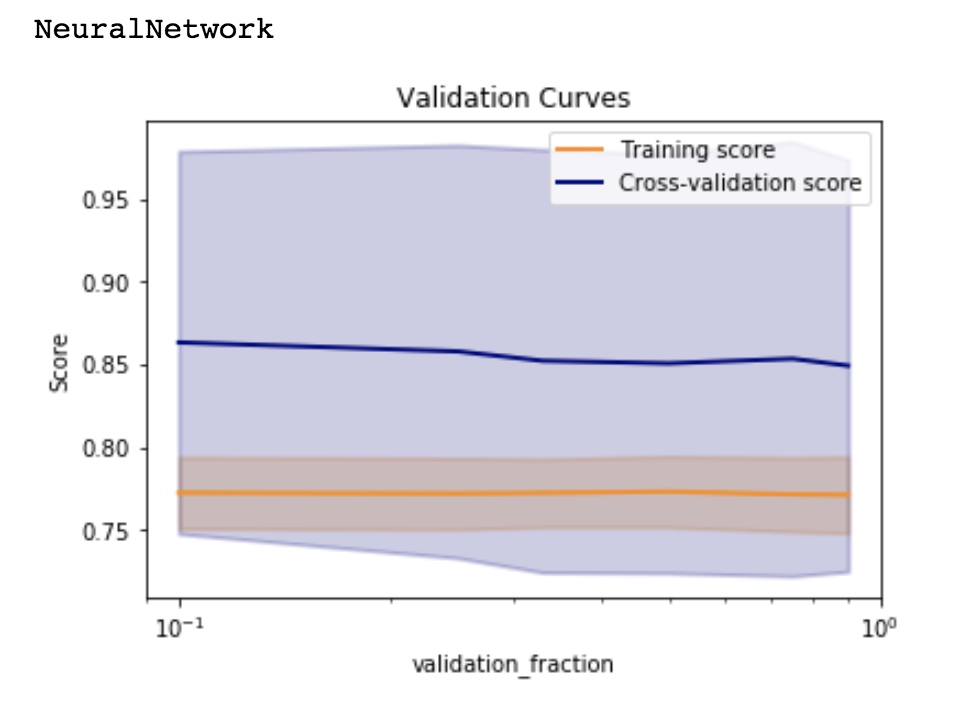 NeuralNetwork
Validation Curves
Training score
Cross-validation score
0.95
0.90
0.85
0.80
0.75
Score
10⁻¹
10⁰
validation_fraction